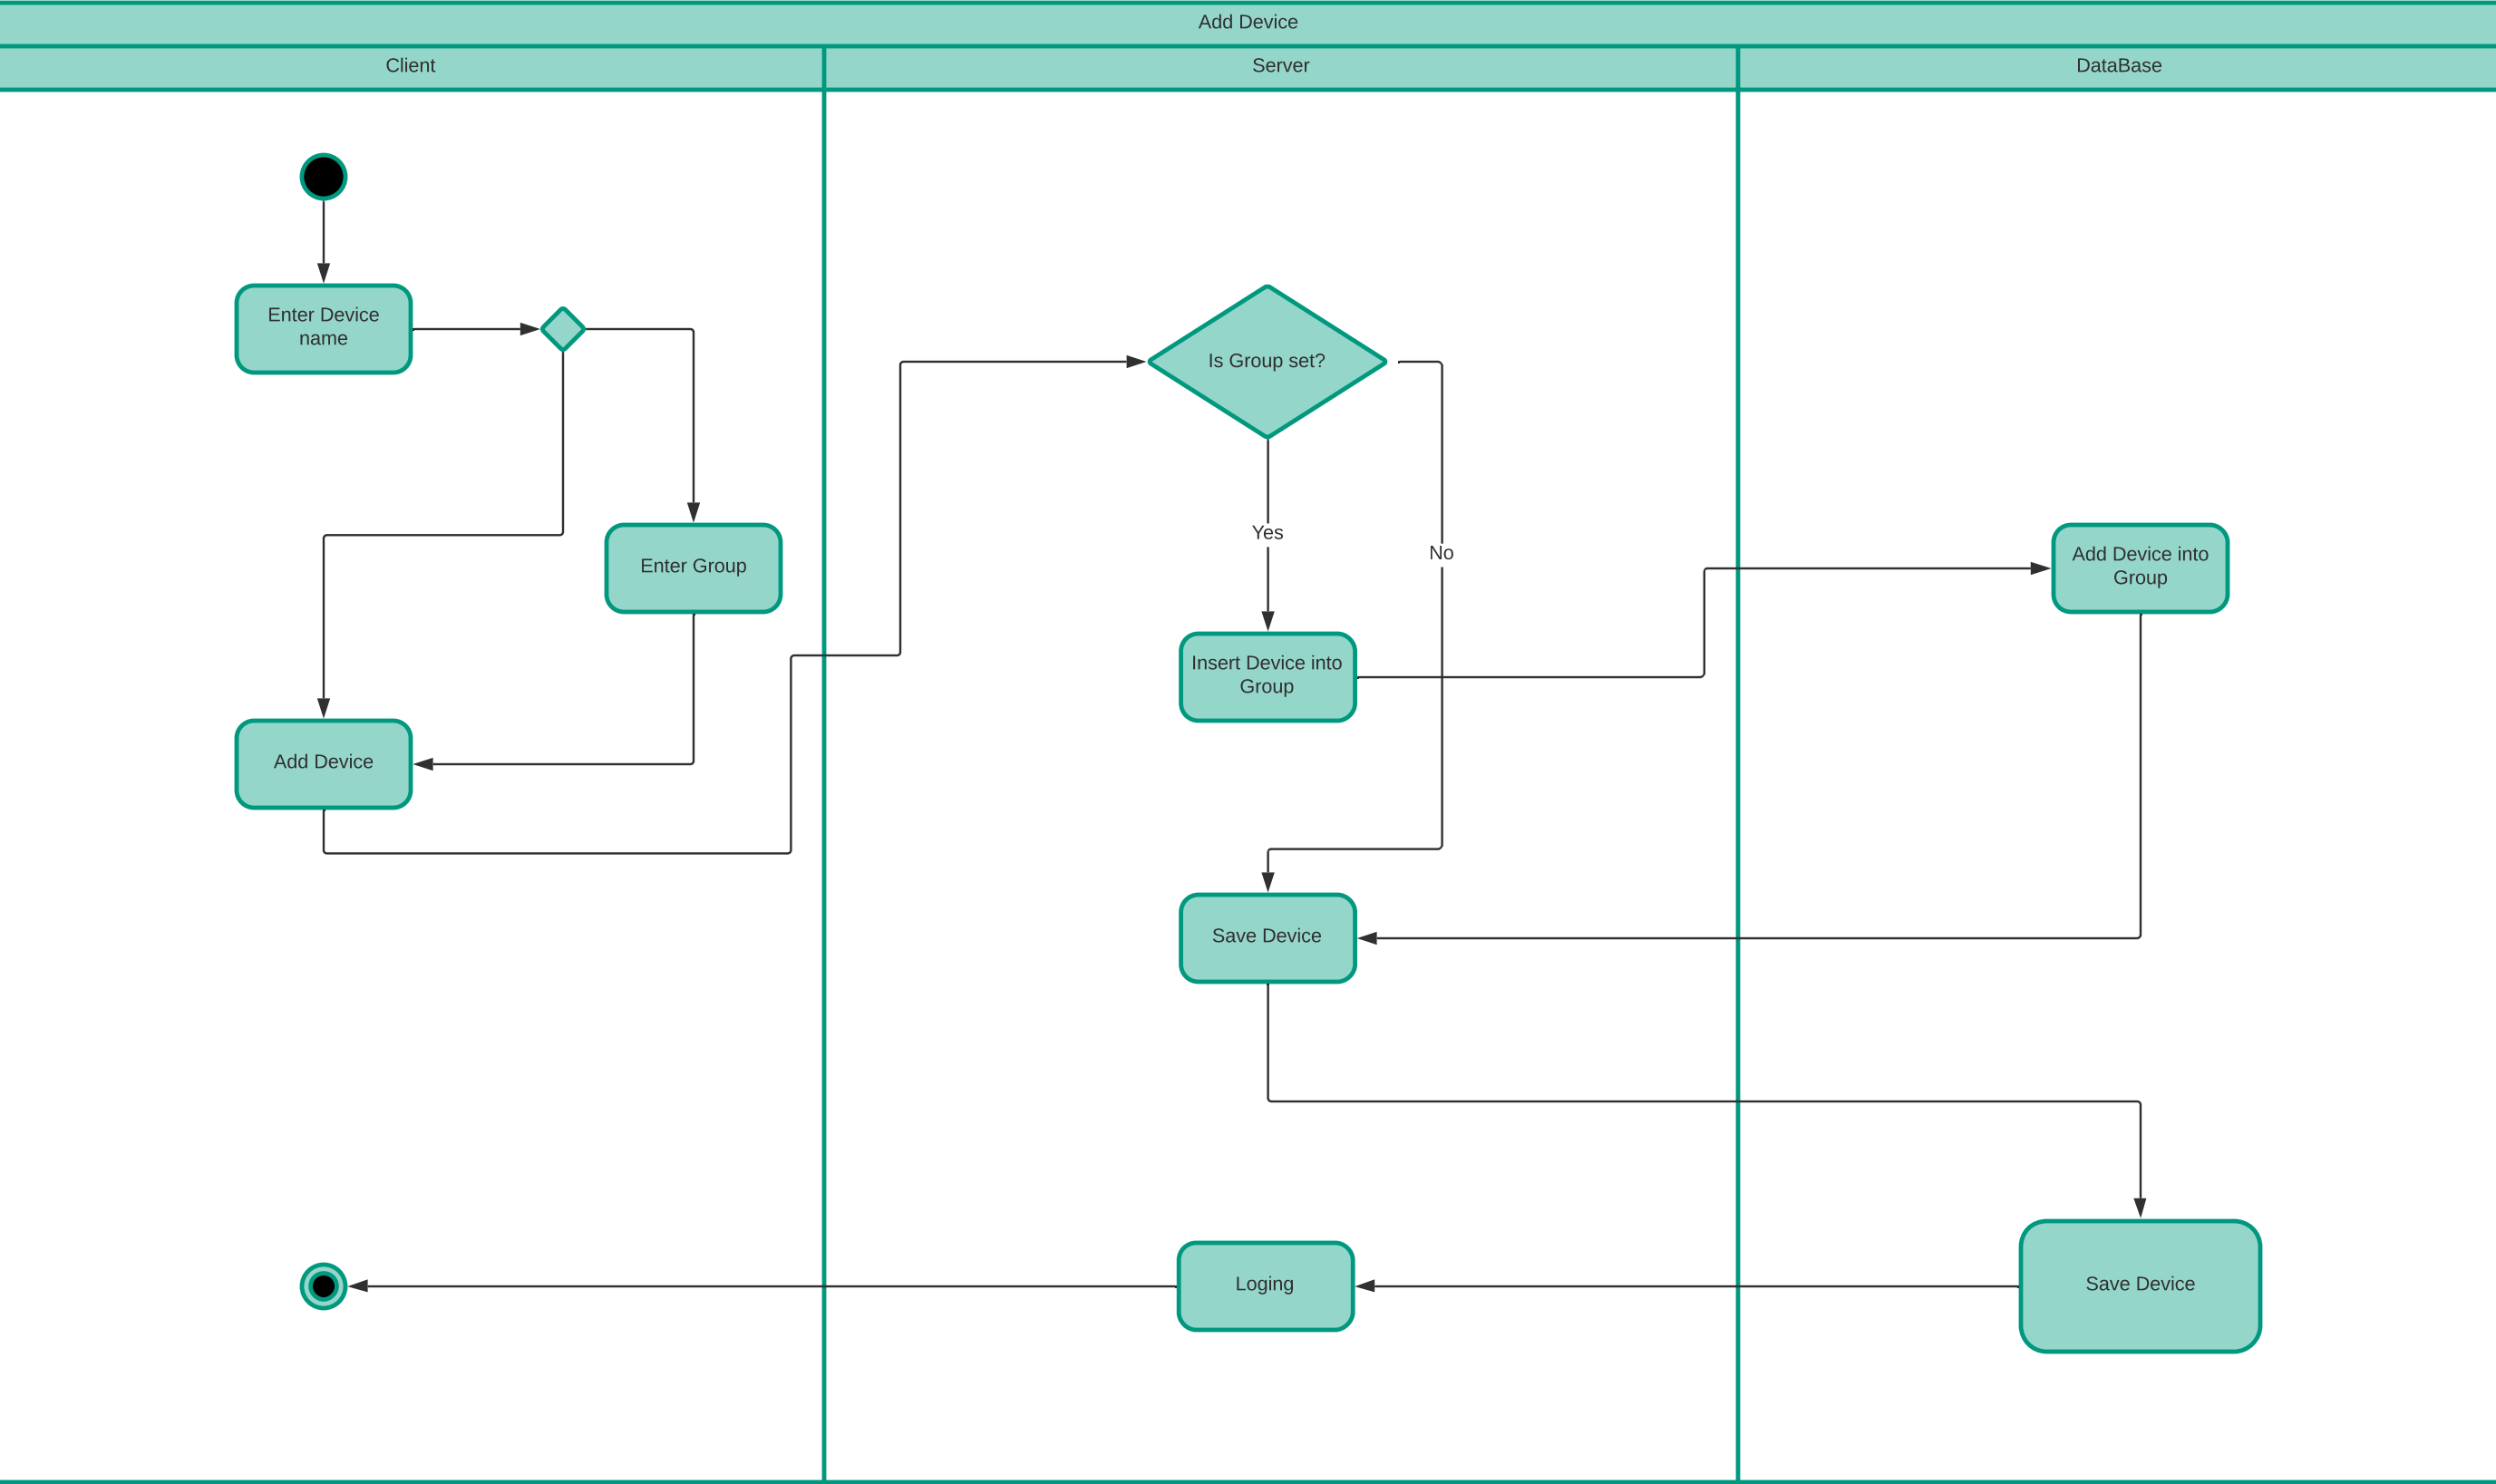 Add Device
Client
Server
DataBase
Enter Device
name
Is Group set?
Yes
No
Enter Group
Add Device into
Group
Insert Device into
Group
Add Device
Save Device
Loging
Save Device